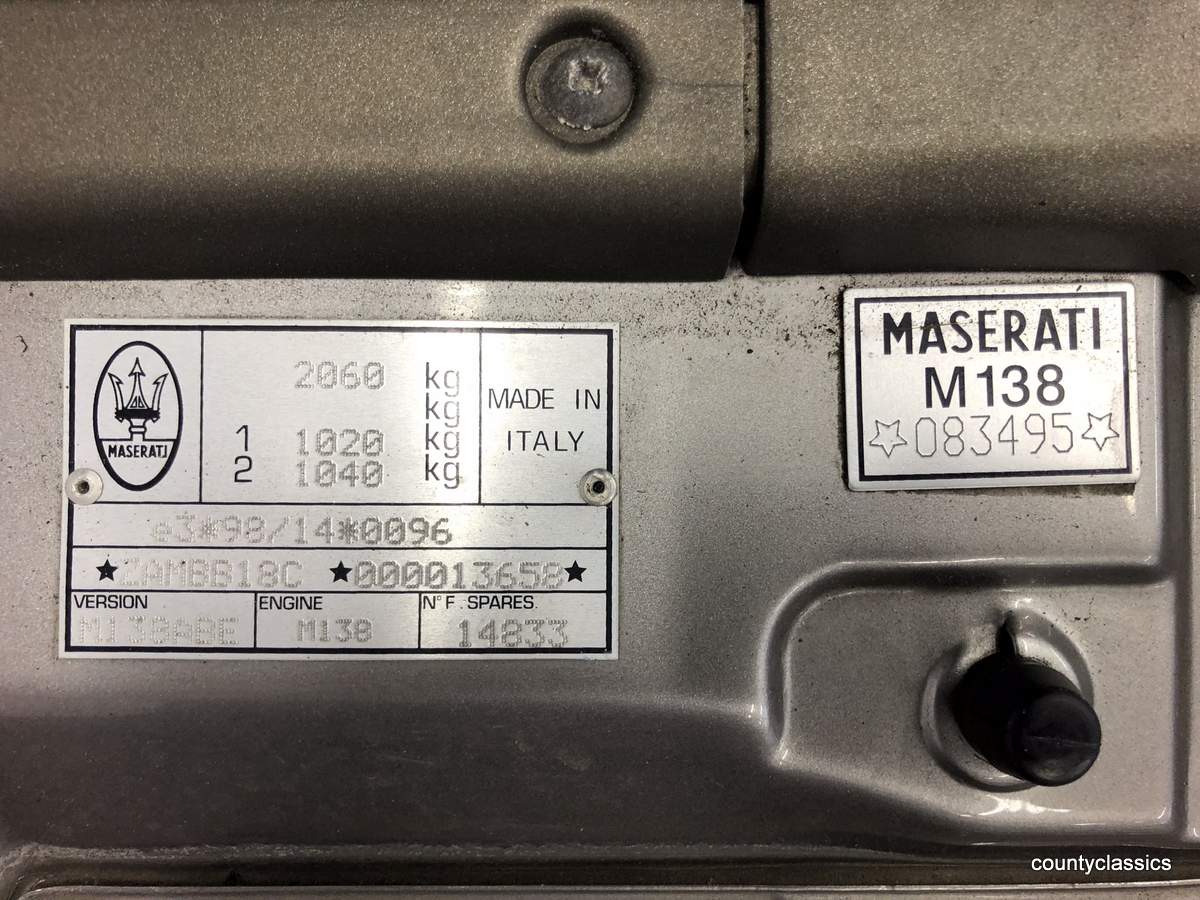 MASERATI
2060 kg
kg
1 1020 kg
2 1040 kg
MADE IN
ITALY
e3*98/14*0096
★ZAMBB18C ★000013658★
VERSION
M138ABE
ENGINE
M138
N° F. SPARES.
14833
MASERATI
M138
☆083495☆
countyclassics